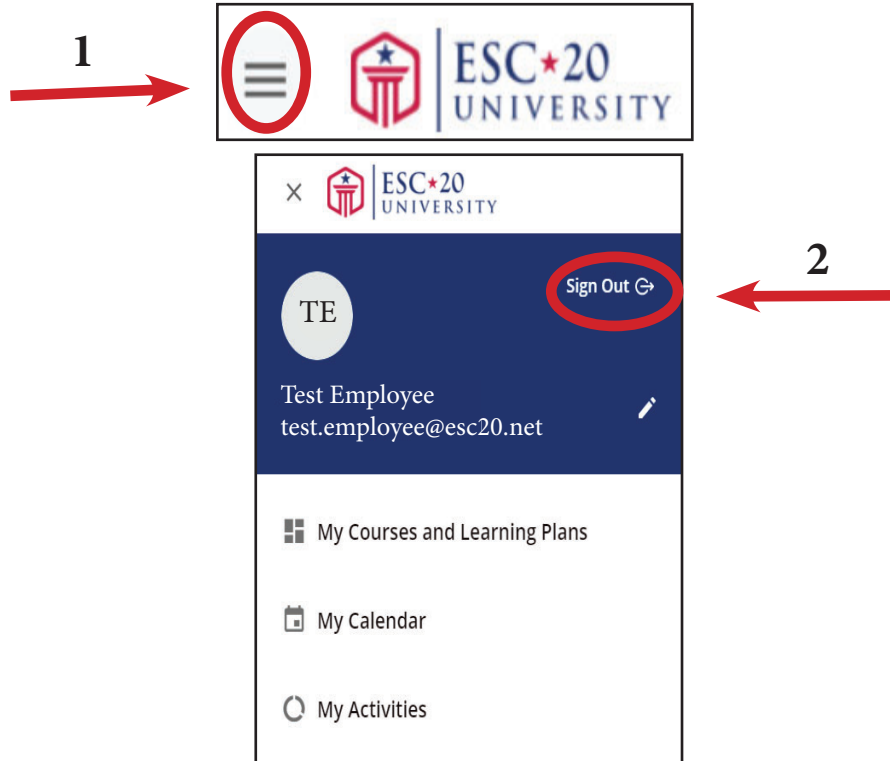 1
ESC★20
UNIVERSITY
ESC★20
UNIVERSITY
Sign Out
2
TE
Test Employee
test.employee@esc20.net
My Courses and Learning Plans
My Calendar
My Activities